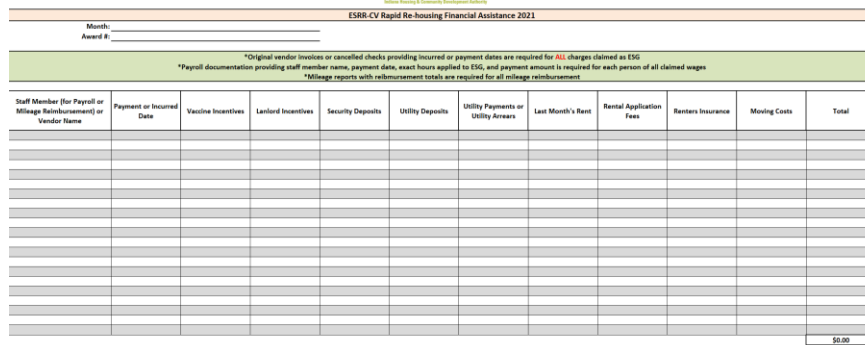 Indiana Housing & Community Development Authority
ESRR-CV Rapid Re-housing Financial Assistance 2021
Month:
Award #:
*Original vendor invoices or cancelled checks providing incurred or payment dates are required for ALL charges claimed as ESG
*Payroll documentation providing staff member name, payment date, exact hours applied to ESG, and payment amount is required for each person of all claimed wages
*Mileage reports with reibmursement totals are required for all mileage reimbursement
Staff Member (for Payroll or Mileage Reimbursement) or Vendor Name
Payment or Incurred Date
Vaccine Incentives
Lanlord Incentives
Security Deposits
Utility Deposits
Utility Payments or Utility Arrears
Last Month's Rent
Rental Application Fees
Renters Insurance
Moving Costs
Total
$0.00